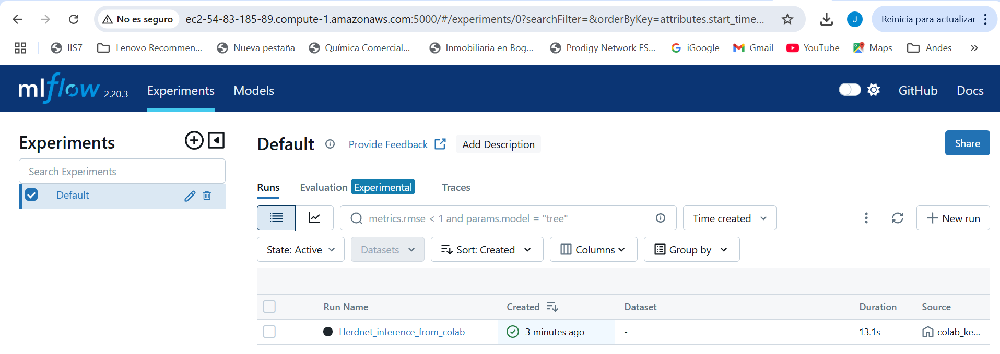 No es seguro ec2-54-83-185-89.compute-1.amazonaws.com:5000/#/experiments/0?searchFilter=&orderByKey=attributes.start_time... J Reinicia para actualizar
IIS7 Lenovo Recommen... Nueva pestaña Química Comercial... Inmobiliaria en Bog... Prodigy Network ES... iGoogle Gmail YouTube Maps Andes »
mlflow 2.20.3 Experiments Models GitHub Docs
Experiments
Search Experiments
Default
Default Provide Feedback Add Description Share
Runs Evaluation Experimental Traces
metrics.rmse < 1 and params.model = "tree" Time created New run
State: Active Datasets Sort: Created Columns Group by
Run Name Created Dataset Duration Source
Herdnet_inference_from_colab 3 minutes ago - 13.1s colab_ke...